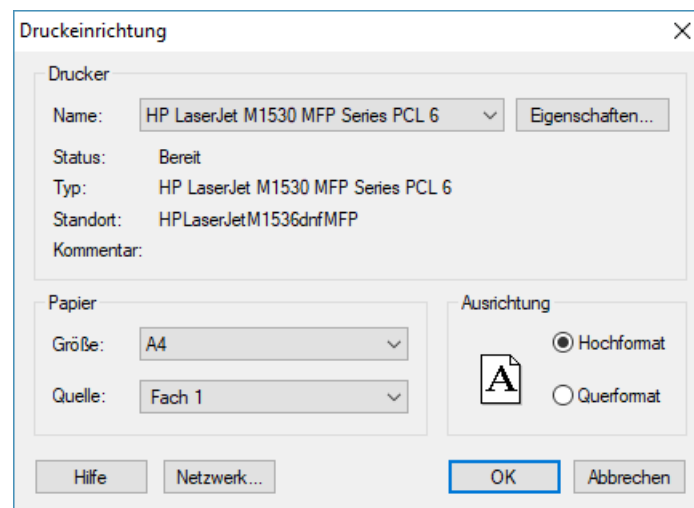 Druckeinrichtung
Drucker
Name: HP LaserJet M1530 MFP Series PCL 6 Eigenschaften...
Status: Bereit
Typ: HP LaserJet M1530 MFP Series PCL 6
Standort: HPLaserJetM1536dnfMFP
Kommentar:
Papier
Größe: A4
Quelle: Fach 1
Ausrichtung
A
Hochformat
Querformat
Hilfe Netzwerk... OK Abbrechen